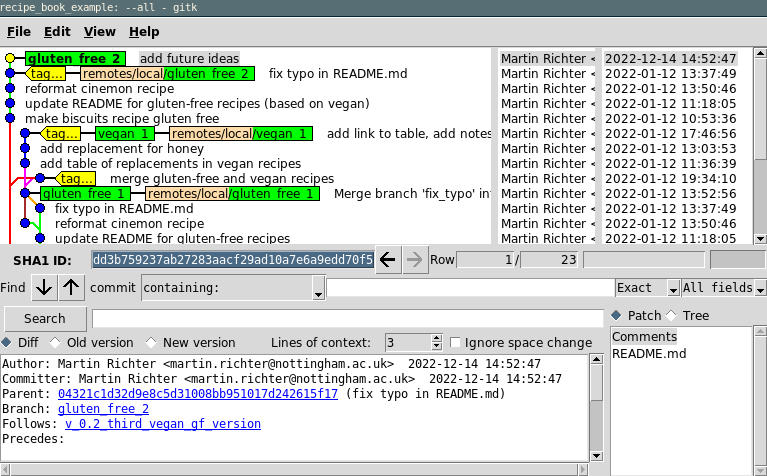 recipe_book_example: --all - gitk
File Edit View Help
gluten_free_2 add future ideas Martin Richter < 2022-12-14 14:52:47
tag... remotes/local/gluten_free_2 fix typo in README.md Martin Richter < 2022-01-12 13:37:49
reformat cinemon recipe Martin Richter < 2022-01-12 13:50:46
update README for gluten-free recipes (based on vegan) Martin Richter < 2022-01-12 11:18:05
make biscuits recipe gluten free Martin Richter < 2022-01-12 10:53:36
tag... vegan_1 remotes/local/vegan_1 add link to table, add notes Martin Richter < 2022-01-12 17:46:56
add replacement for honey Martin Richter < 2022-01-12 13:03:53
add table of replacements in vegan recipes Martin Richter < 2022-01-12 11:36:39
tag... merge gluten-free and vegan recipes Martin Richter < 2022-01-12 19:34:10
gluten_free_1 remotes/local/gluten_free_1 Merge branch 'fix_typo' in Martin Richter < 2022-01-12 13:52:56
fix typo in README.md Martin Richter < 2022-01-12 13:37:49
reformat cinemon recipe Martin Richter < 2022-01-12 13:50:46
update README for gluten-free recipes Martin Richter < 2022-01-12 11:18:05
SHA1 ID: dd3b759237ab27283aacf29ad10a7e6a9edd70f5 Row 1 / 23
Find commit containing: Exact All fields
Search Patch Tree
Diff Old version New version Lines of context: 3 Ignore space change
Comments
README.md
Author: Martin Richter <martin.richter@nottingham.ac.uk> 2022-12-14 14:52:47
Committer: Martin Richter <martin.richter@nottingham.ac.uk> 2022-12-14 14:52:47
Parent: 04321c1d32d9e8c5d31008bb951017d242615f17 (fix typo in README.md)
Branch: gluten_free_2
Follows: v_0.2_third_vegan_gf_version
Precedes: